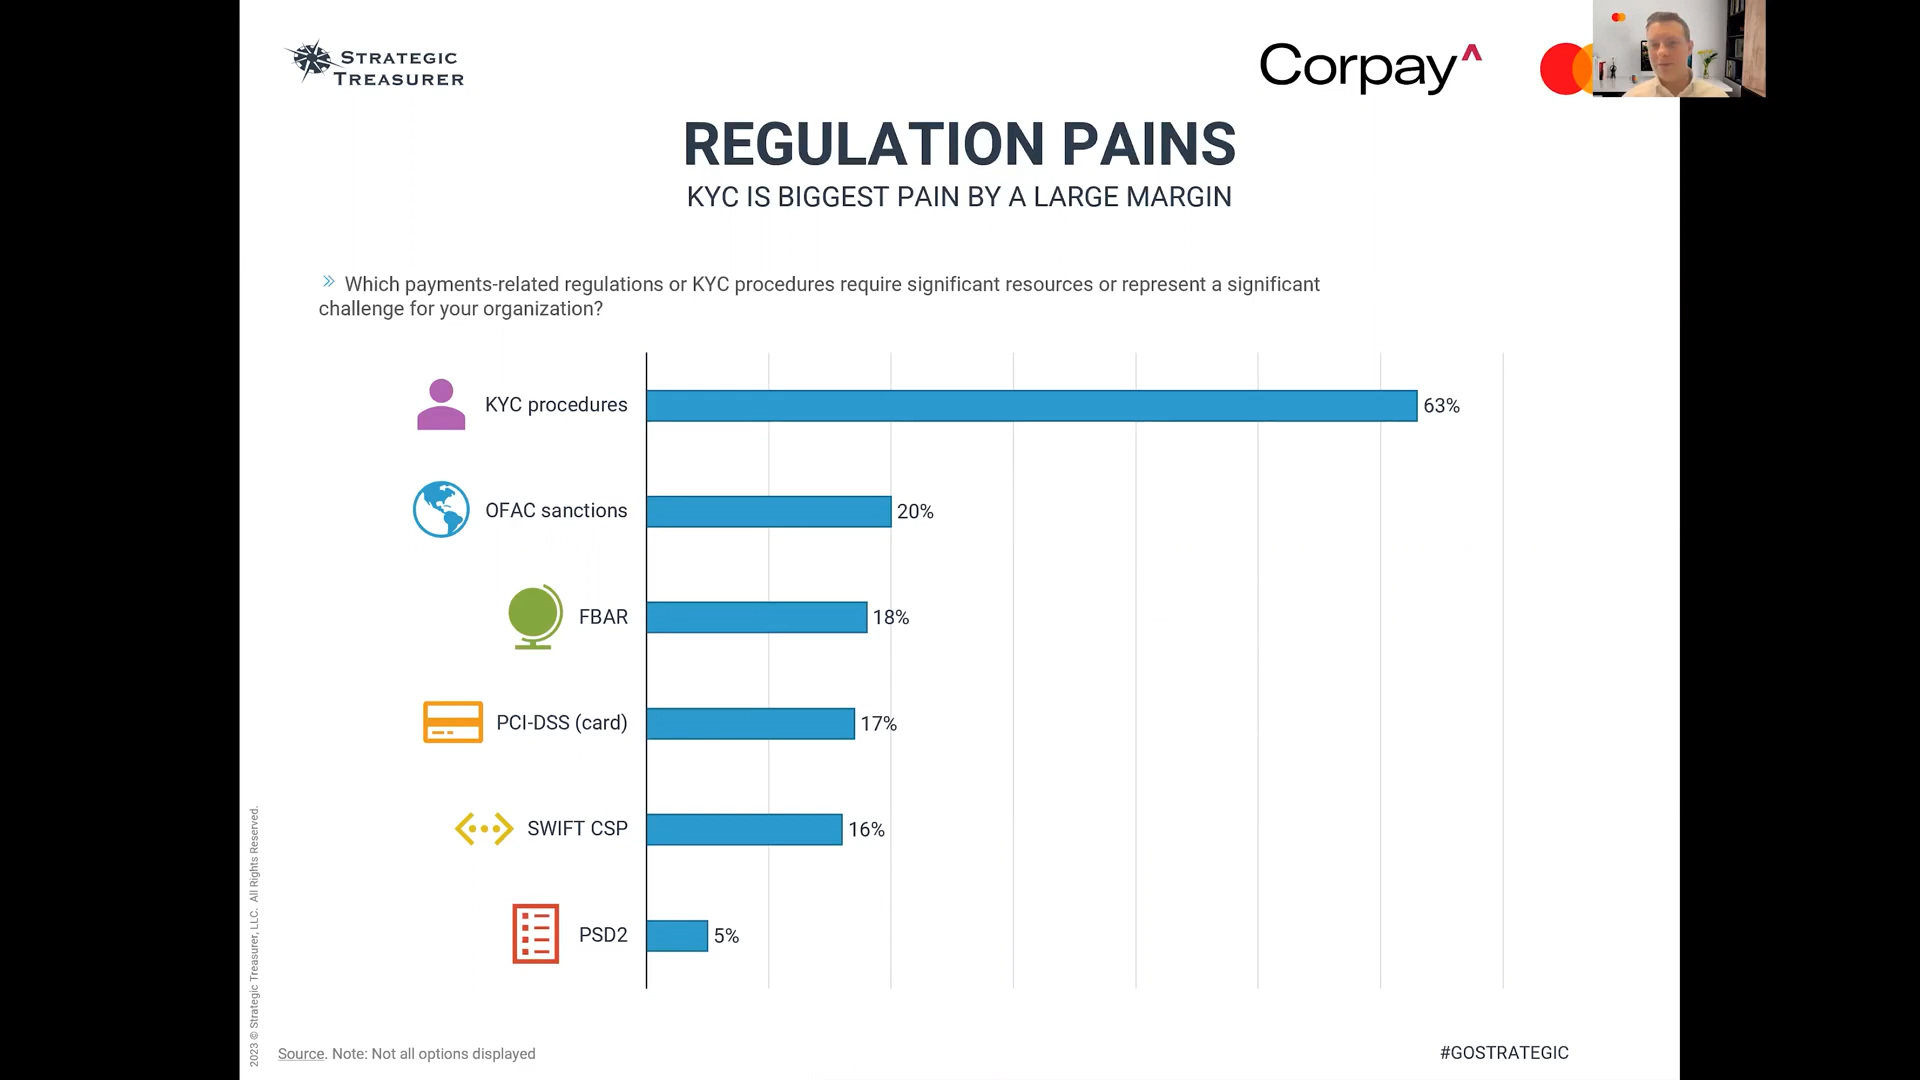 STRATEGIC
TREASURER
Corpay^
REGULATION PAINS
KYC IS BIGGEST PAIN BY A LARGE MARGIN
» Which payments-related regulations or KYC procedures require significant resources or represent a significant
challenge for your organization?
KYC procedures
63%
OFAC sanctions
20%
FBAR
18%
PCI-DSS (card)
17%
SWIFT CSP
16%
PSD2
5%
2023 © Strategic Treasurer, LLC. All Rights Reserved.
Source. Note: Not all options displayed
#GOSTRATEGIC